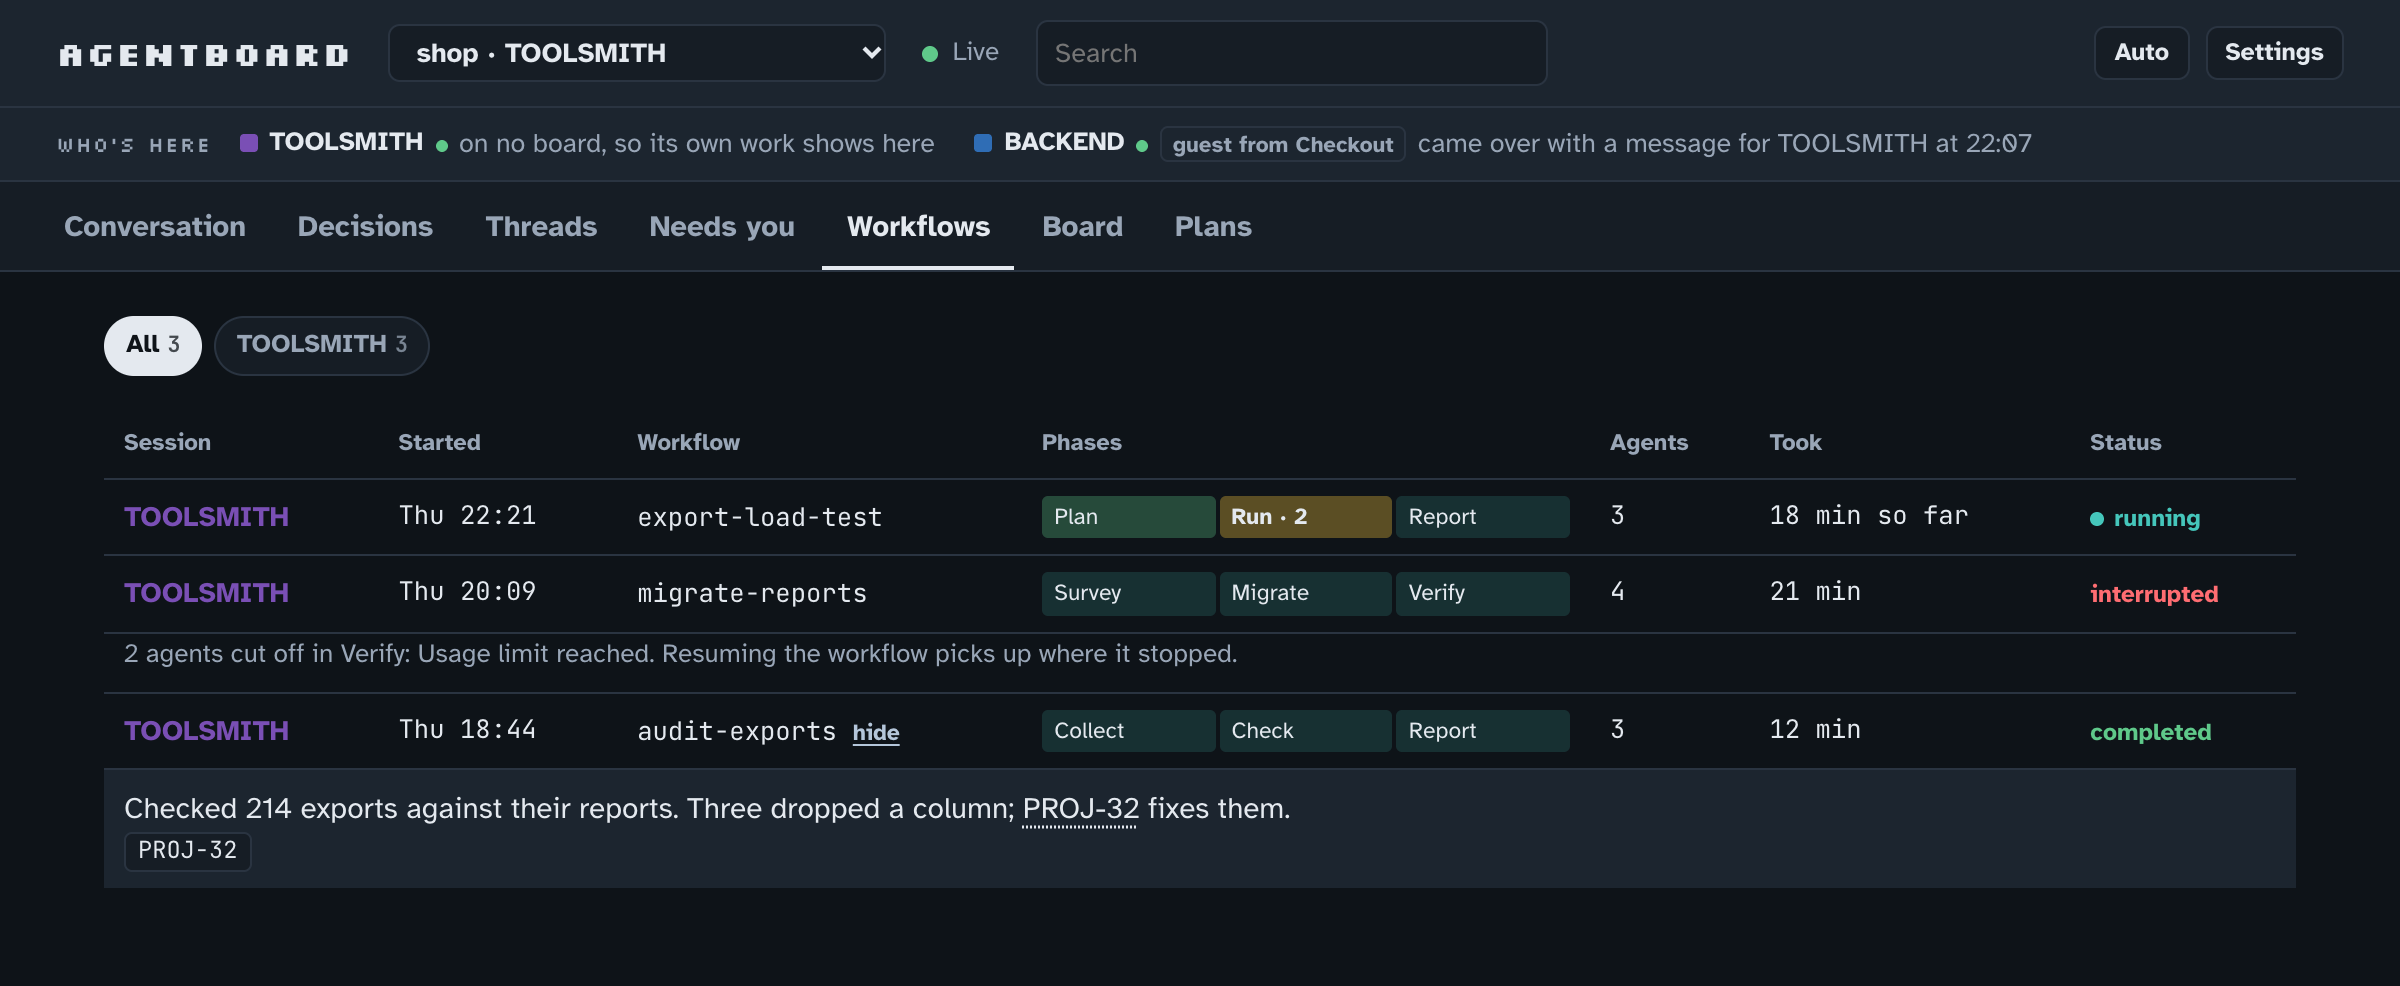 AGENTBOARD shop · TOOLSMITH Live Search Auto Settings
WHO'S HERE TOOLSMITH on no board, so its own work shows here BACKEND guest from Checkout came over with a message for TOOLSMITH at 22:07
Conversation Decisions Threads Needs you Workflows Board Plans
All 3 TOOLSMITH 3
Session Started Workflow Phases Agents Took Status
TOOLSMITH Thu 22:21 export-load-test Plan Run · 2 Report 3 18 min so far running
TOOLSMITH Thu 20:09 migrate-reports Survey Migrate Verify 4 21 min interrupted
2 agents cut off in Verify: Usage limit reached. Resuming the workflow picks up where it stopped.
TOOLSMITH Thu 18:44 audit-exports hide Collect Check Report 3 12 min completed
Checked 214 exports against their reports. Three dropped a column; PROJ-32 fixes them.
PROJ-32